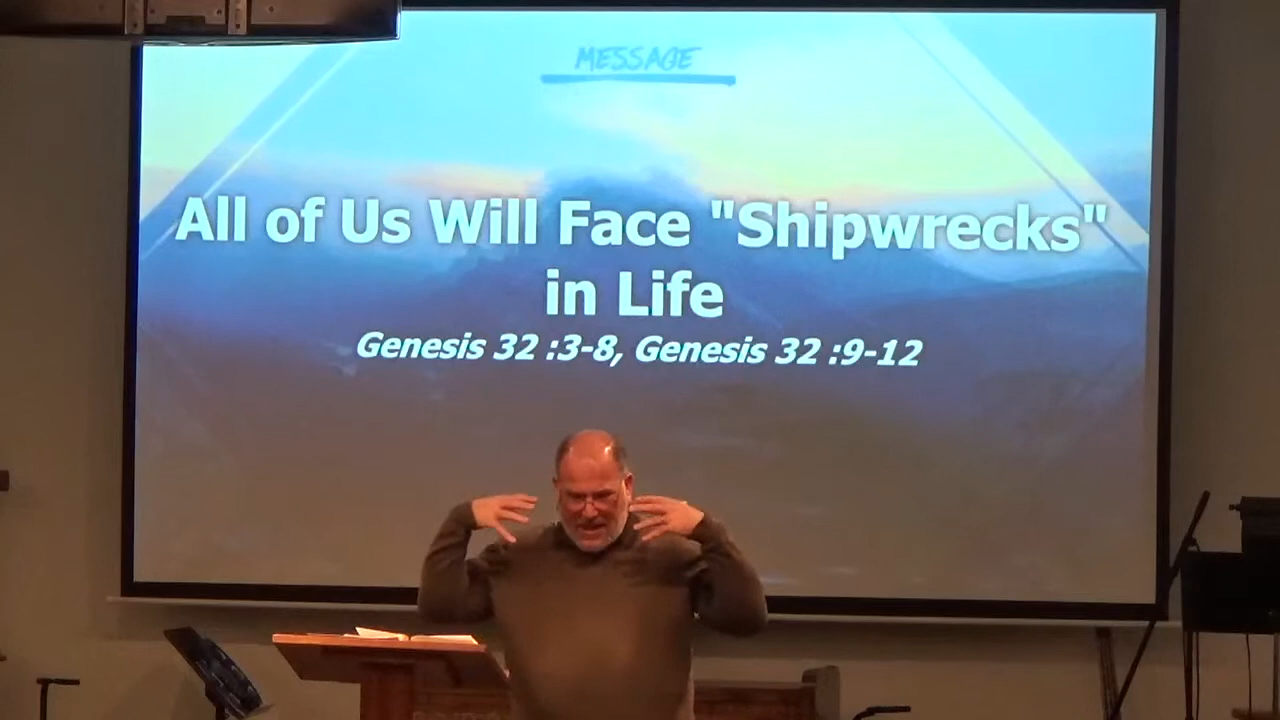 MESSAGE
All of Us Will Face "Shipwrecks"
in Life
Genesis 32 :3-8, Genesis 32 :9-12